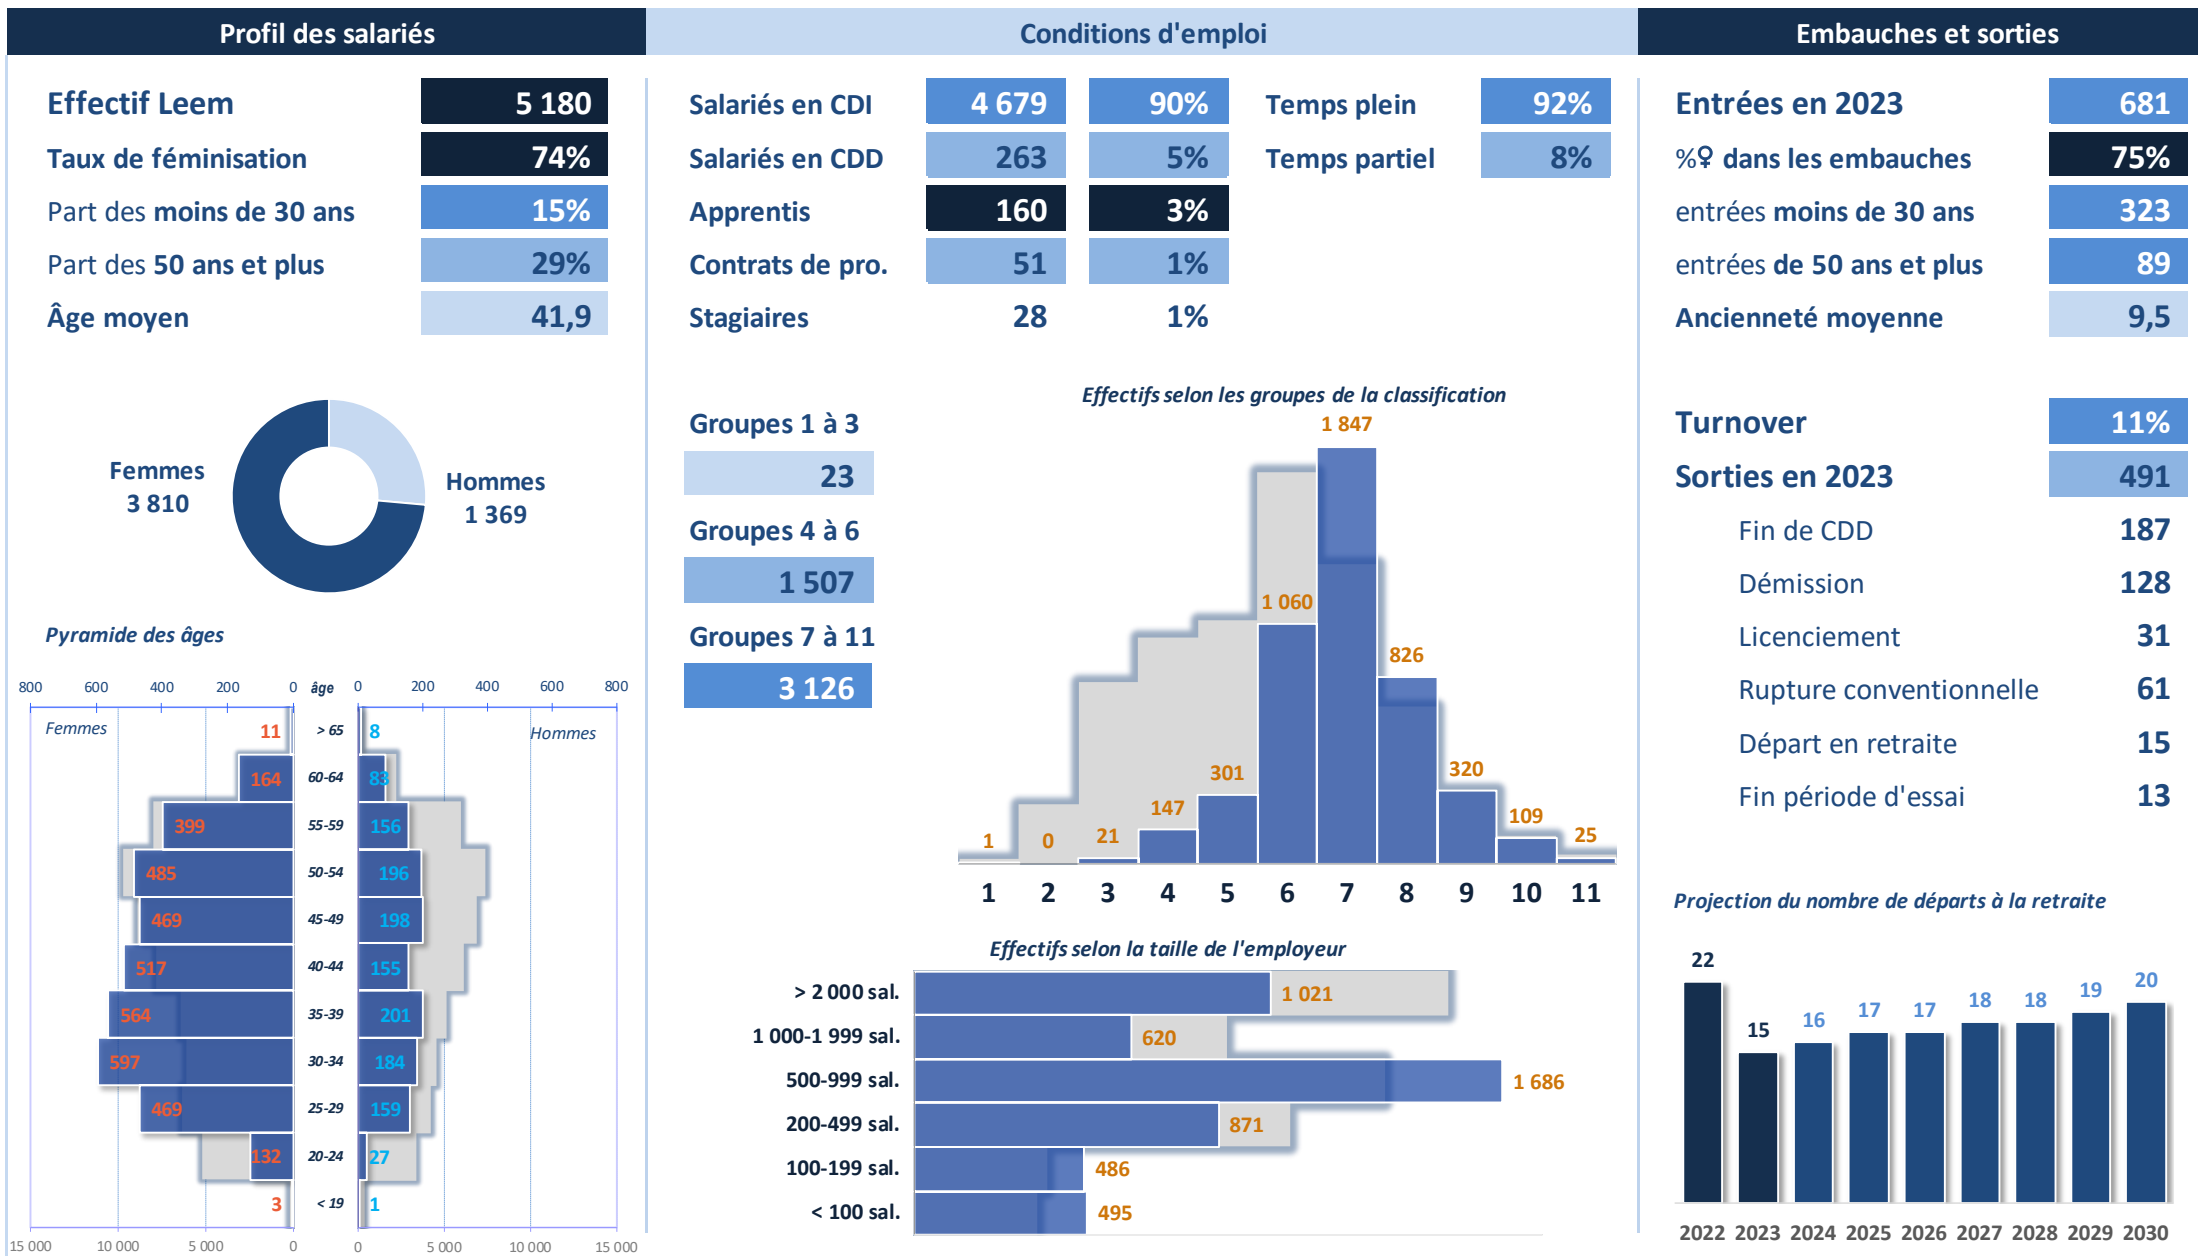 Profil des salariés
Effectif Leem 5 180
Taux de féminisation 74%
Part des moins de 30 ans 15%
Part des 50 ans et plus 29%
Âge moyen 41,9
Femmes
3 810
Hommes
1 369
Pyramide des âges
800 600 400 200 0 âge 0 200 400 600 800
Femmes Hommes
11 > 65 8
164 60-64 83
399 55-59 156
485 50-54 196
469 45-49 198
517 40-44 155
564 35-39 201
597 30-34 184
469 25-29 159
132 20-24 27
3 < 19 1
15 000 10 000 5 000 0 0 5 000 10 000 15 000
Conditions d'emploi
Salariés en CDI 4 679 90% Temps plein 92%
Salariés en CDD 263 5% Temps partiel 8%
Apprentis 160 3%
Contrats de pro. 51 1%
Stagiaires 28 1%
Groupes 1 à 3
23
Groupes 4 à 6
1 507
Groupes 7 à 11
3 126
Effectifs selon les groupes de la classification
1 0 21 147 301 1 060 1 847 826 320 109 25
1 2 3 4 5 6 7 8 9 10 11
Effectifs selon la taille de l'employeur
> 2 000 sal. 1 021
1 000-1 999 sal. 620
500-999 sal. 1 686
200-499 sal. 871
100-199 sal. 486
< 100 sal. 495
Embauches et sorties
Entrées en 2023 681
%♀ dans les embauches 75%
entrées moins de 30 ans 323
entrées de 50 ans et plus 89
Ancienneté moyenne 9,5
Turnover 11%
Sorties en 2023 491
Fin de CDD 187
Démission 128
Licenciement 31
Rupture conventionnelle 61
Départ en retraite 15
Fin période d'essai 13
Projection du nombre de départs à la retraite
22 15 16 17 17 18 18 19 20
2022 2023 2024 2025 2026 2027 2028 2029 2030